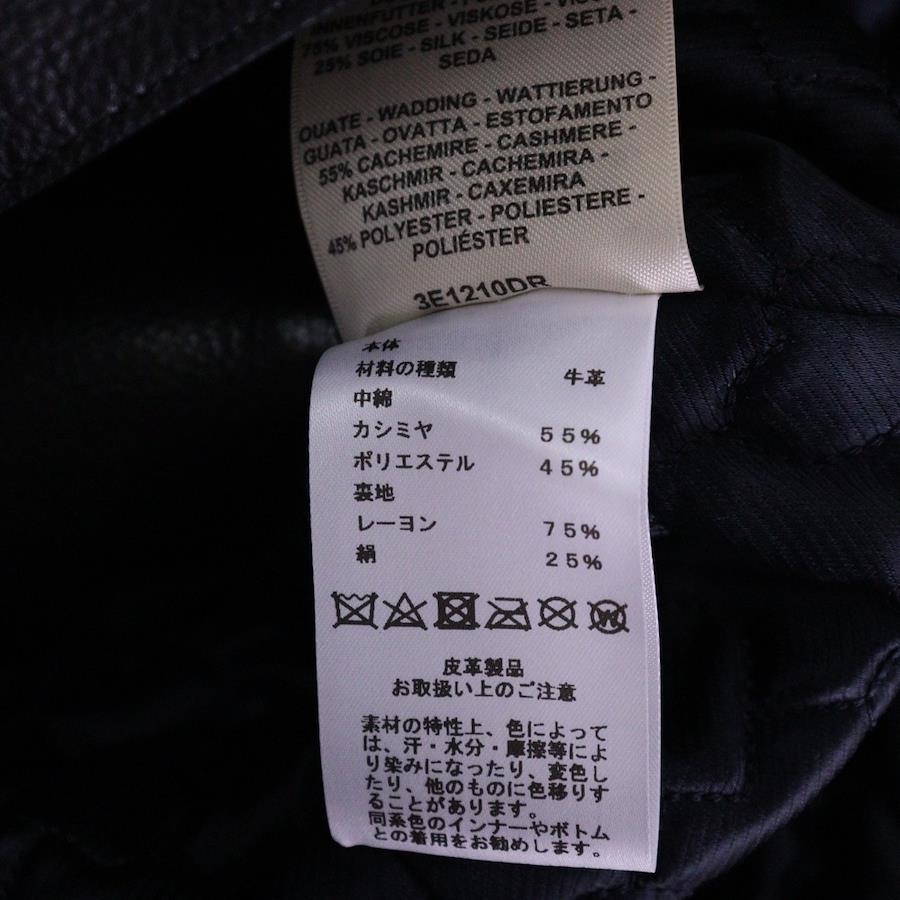 INNENFUTTER -
75% VISCOSE - VISKOSE -
25% SOIE - SILK - SEIDE - SETA -
SEDA
OUATE - WADDING - WATTIERUNG -
GUATA - OVATTA - ESTOFAMENTO
55% CACHEMIRE - CASHMERE -
KASCHMIR - CACHEMIRA -
KASHMIR - CAXEMIRA
45% POLYESTER - POLIESTERE -
POLIÉSTER
3E1210DR
本体
材料の種類 牛革
中綿
カシミヤ 55%
ポリエステル 45%
裏地
レーヨン 75%
絹 25%
皮革製品
お取扱い上のご注意
素材の特性上、色によって
は、汗・水分・摩擦等によ
り染みになったり、変色し
たり、他のものに色移りす
ることがあります。
同系色のインナーやボトム
との着用をお勧めします。